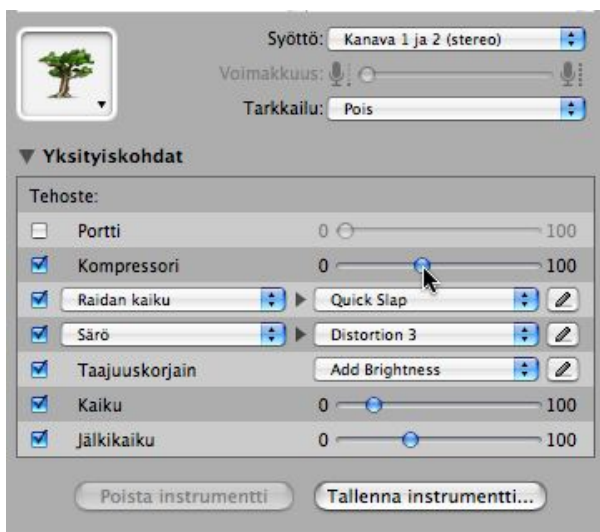 Syöttö: Kanava 1 ja 2 (stereo)
Voimakkuus:
Tarkkailu: Pois
Yksityiskohdat
Tehoste:
Portti 0 100
Kompressori 0 100
Raidan kaiku Quick Slap
Särö Distortion 3
Taajuuskorjain Add Brightness
Kaiku 0 100
Jälkikaiku 0 100
Poista instrumentti Tallenna instrumentti...